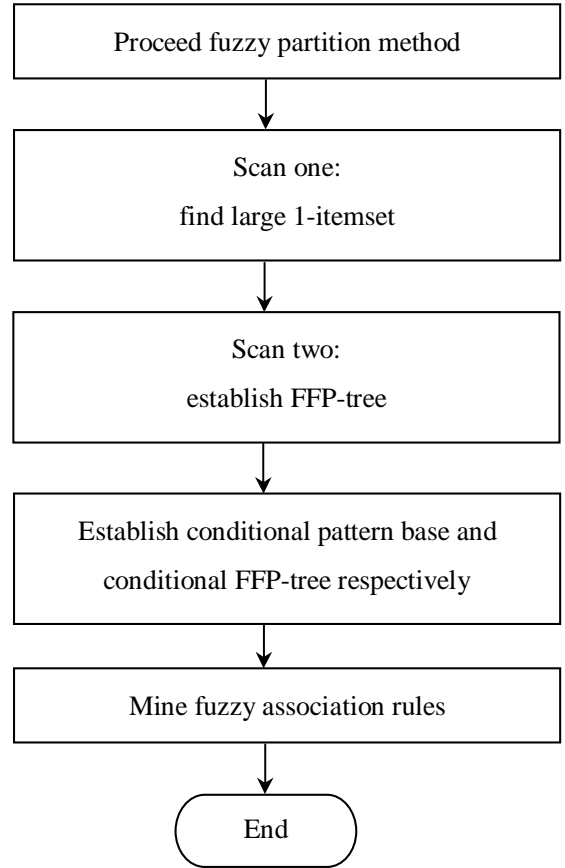 Proceed fuzzy partition method
Scan one:
find large 1-itemset
Scan two:
establish FFP-tree
Establish conditional pattern base and
conditional FFP-tree respectively
Mine fuzzy association rules
End